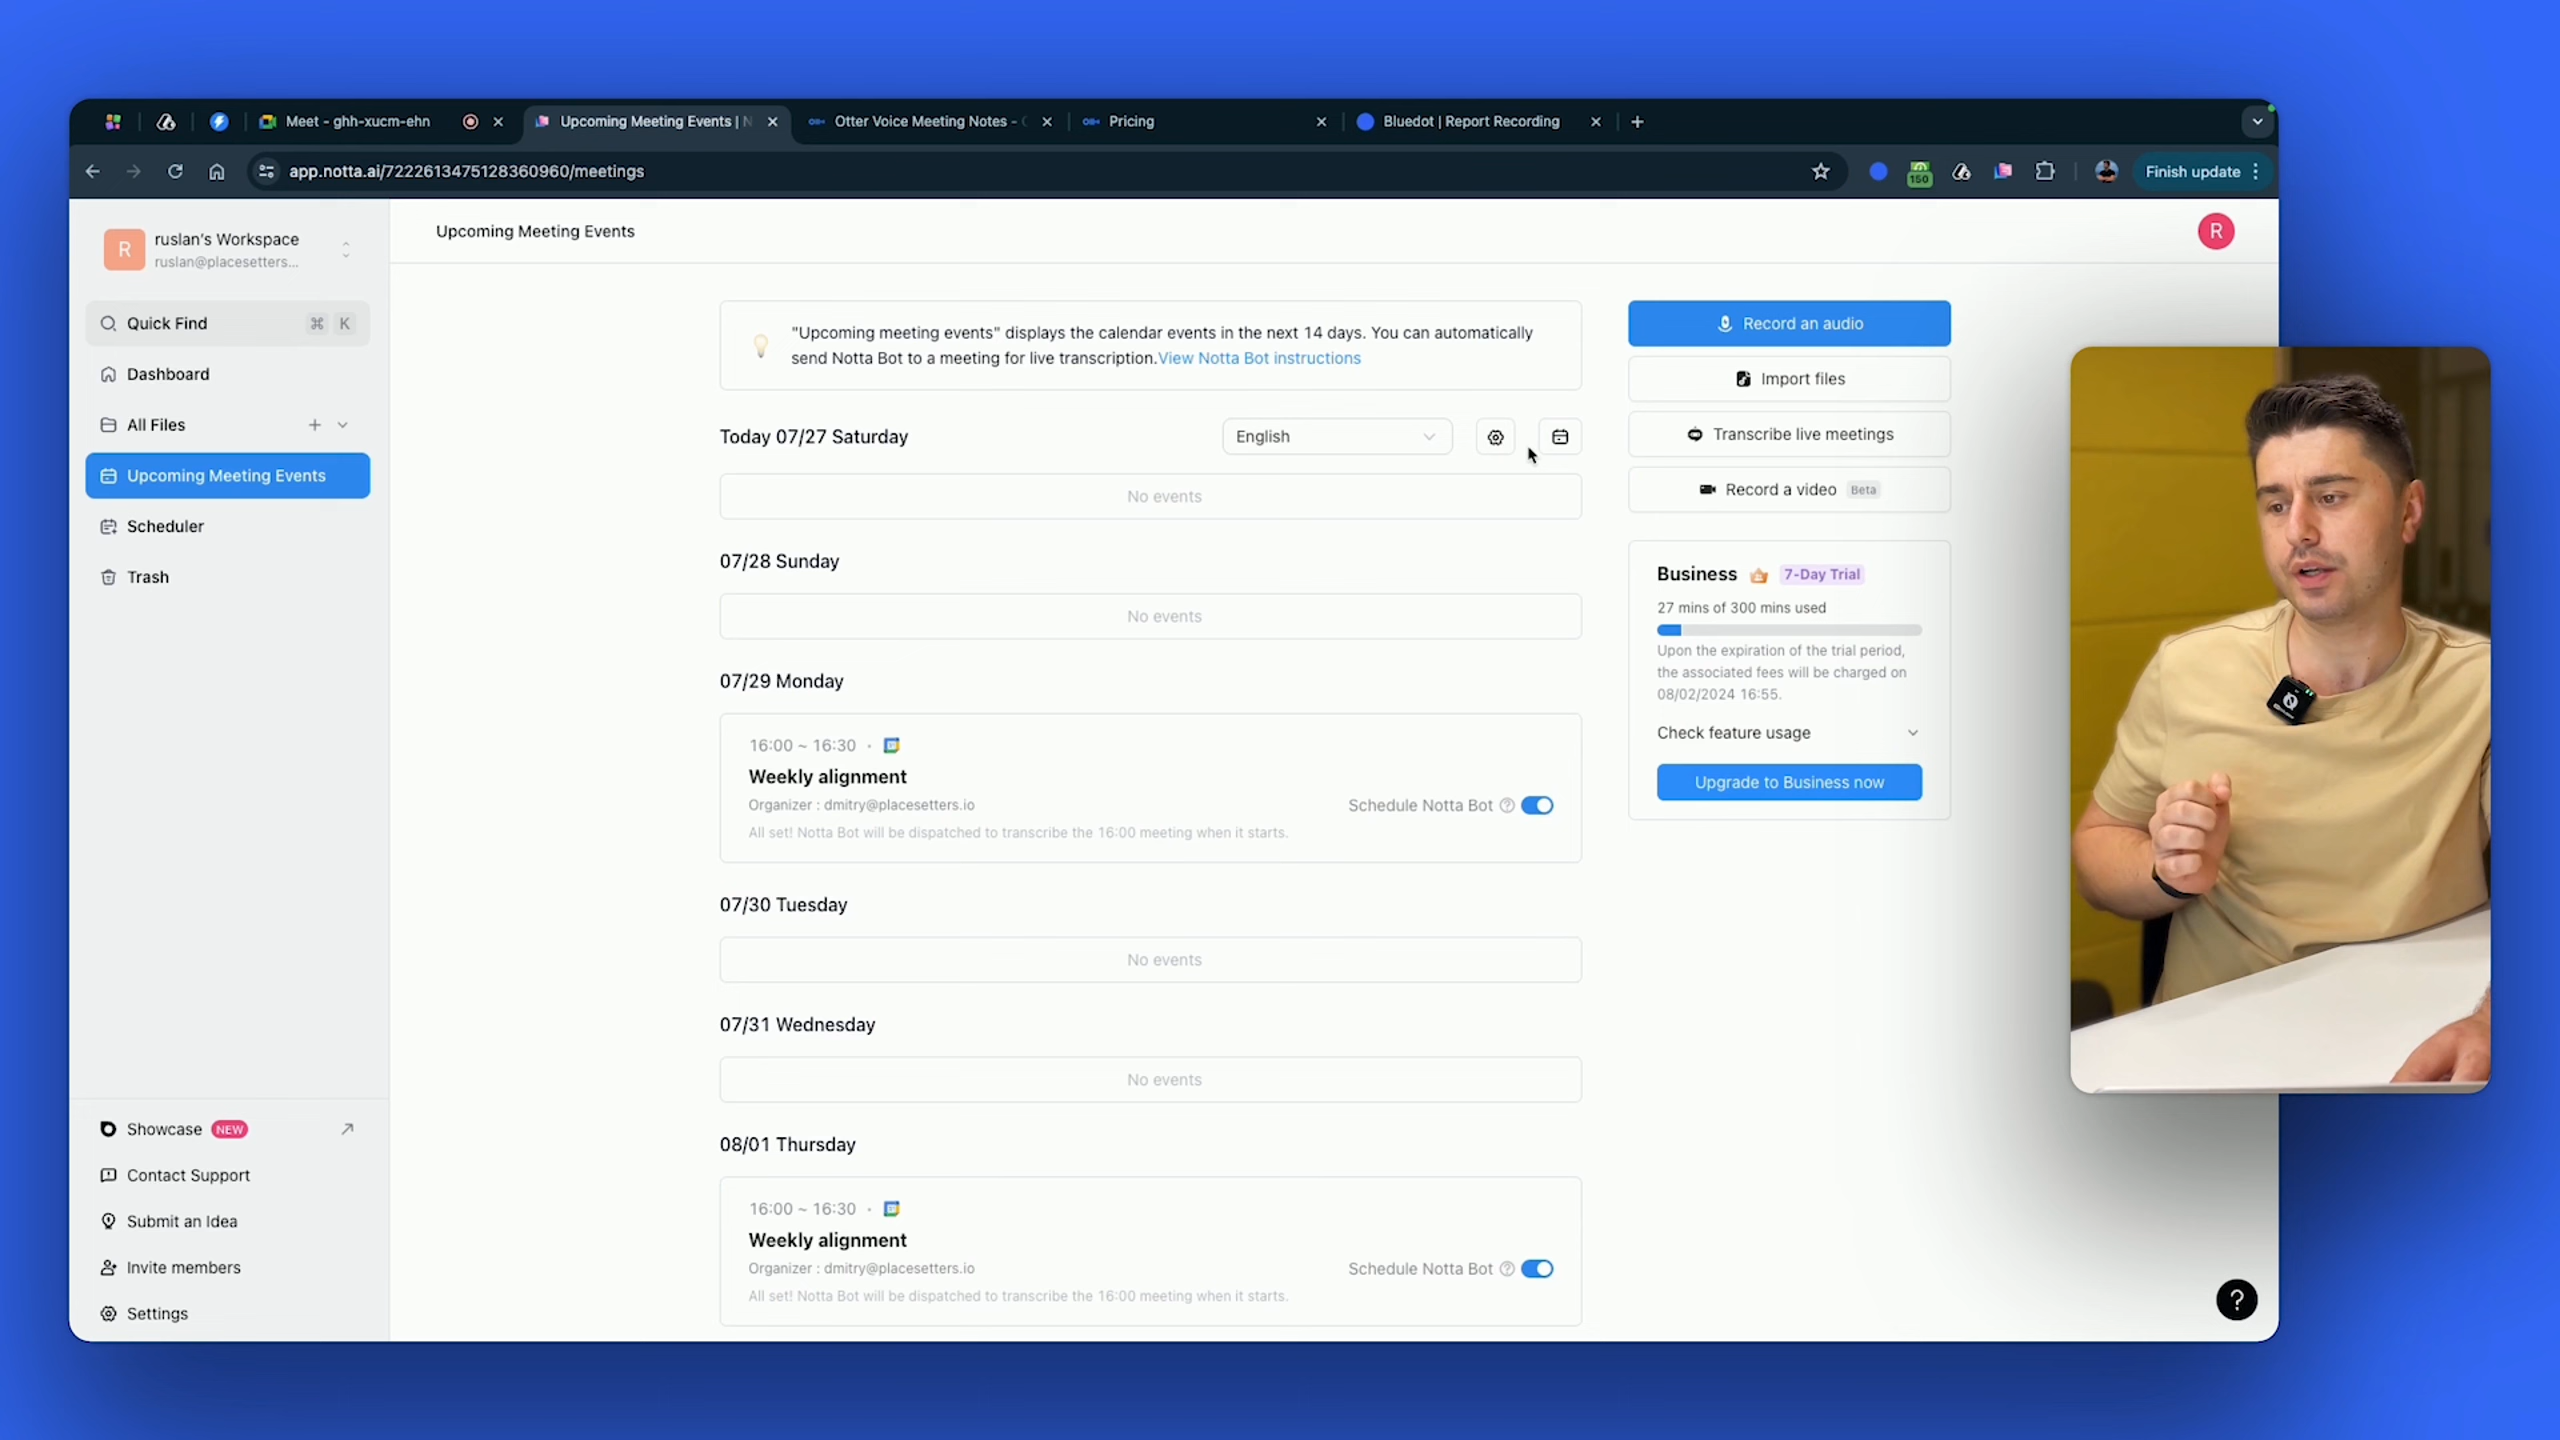 Meet - ghh-xucm-ehn
Upcoming Meeting Events | N
Otter Voice Meeting Notes - 
Pricing
Bluedot | Report Recording
app.notta.ai/7222613475128360960/meetings
150
Finish update
R
ruslan's Workspace
ruslan@placesetters...
Quick Find
⌘ K
Dashboard
All Files
Upcoming Meeting Events
Scheduler
Trash
Showcase NEW
Contact Support
Submit an Idea
Invite members
Settings
Upcoming Meeting Events
R
"Upcoming meeting events" displays the calendar events in the next 14 days. You can automatically
send Notta Bot to a meeting for live transcription.View Notta Bot instructions
Today 07/27 Saturday
English
No events
07/28 Sunday
No events
07/29 Monday
16:00 ~ 16:30 ·
Weekly alignment
Organizer : dmitry@placesetters.io
Schedule Notta Bot
All set! Notta Bot will be dispatched to transcribe the 16:00 meeting when it starts.
07/30 Tuesday
No events
07/31 Wednesday
No events
08/01 Thursday
16:00 ~ 16:30 ·
Weekly alignment
Organizer : dmitry@placesetters.io
Schedule Notta Bot
All set! Notta Bot will be dispatched to transcribe the 16:00 meeting when it starts.
Record an audio
Import files
Transcribe live meetings
Record a video Beta
Business 7-Day Trial
27 mins of 300 mins used
Upon the expiration of the trial period,
the associated fees will be charged on
08/02/2024 16:55.
Check feature usage
Upgrade to Business now
?